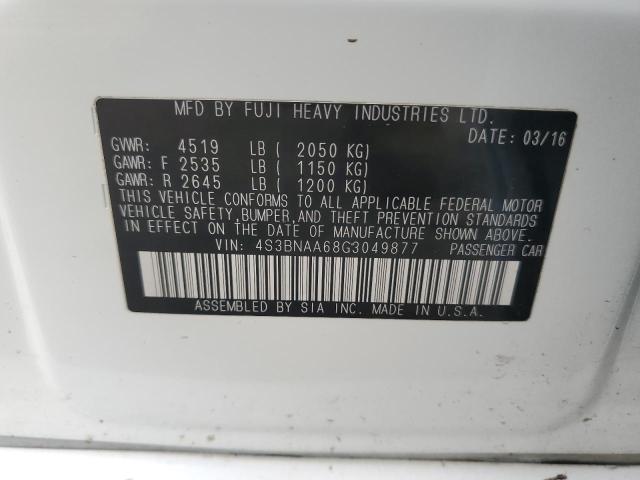 MFD BY FUJI HEAVY INDUSTRIES LTD.
DATE: 03/16
GVWR: 4519 LB ( 2050 KG)
GAWR: F 2535 LB ( 1150 KG)
GAWR: R 2645 LB ( 1200 KG)
THIS VEHICLE CONFORMS TO ALL APPLICABLE FEDERAL MOTOR
VEHICLE SAFETY, BUMPER, AND THEFT PREVENTION STANDARDS
IN EFFECT ON THE DATE OF MANUFACTURE SHOWN ABOVE.
VIN: 4S3BNAA68G3049877 PASSENGER CAR
ASSEMBLED BY SIA INC. MADE IN U.S.A.